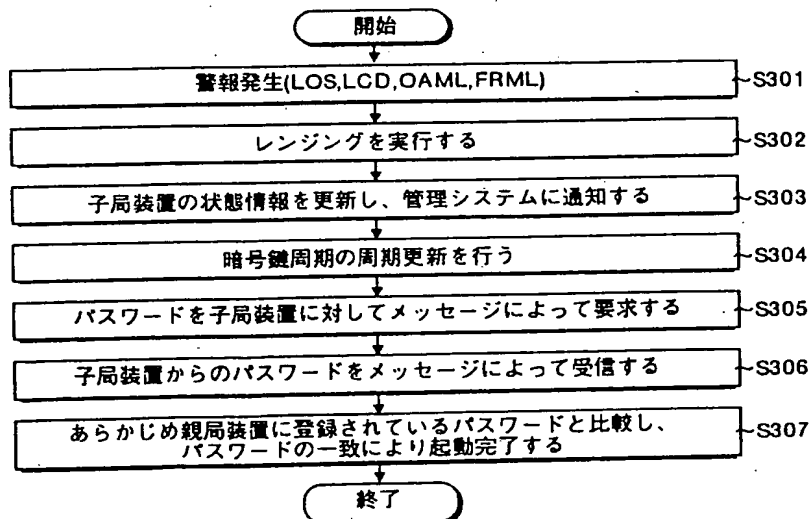 開始
警報発生(LOS,LCD,OAML,FRML)
S301
レンジングを実行する
S302
子局装置の状態情報を更新し、管理システムに通知する
S303
暗号鍵周期の周期更新を行う
S304
パスワードを子局装置に対してメッセージによって要求する
S305
子局装置からのパスワードをメッセージによって受信する
S306
あらかじめ親局装置に登録されているパスワードと比較し、
パスワードの一致により起動完了する
S307
終了